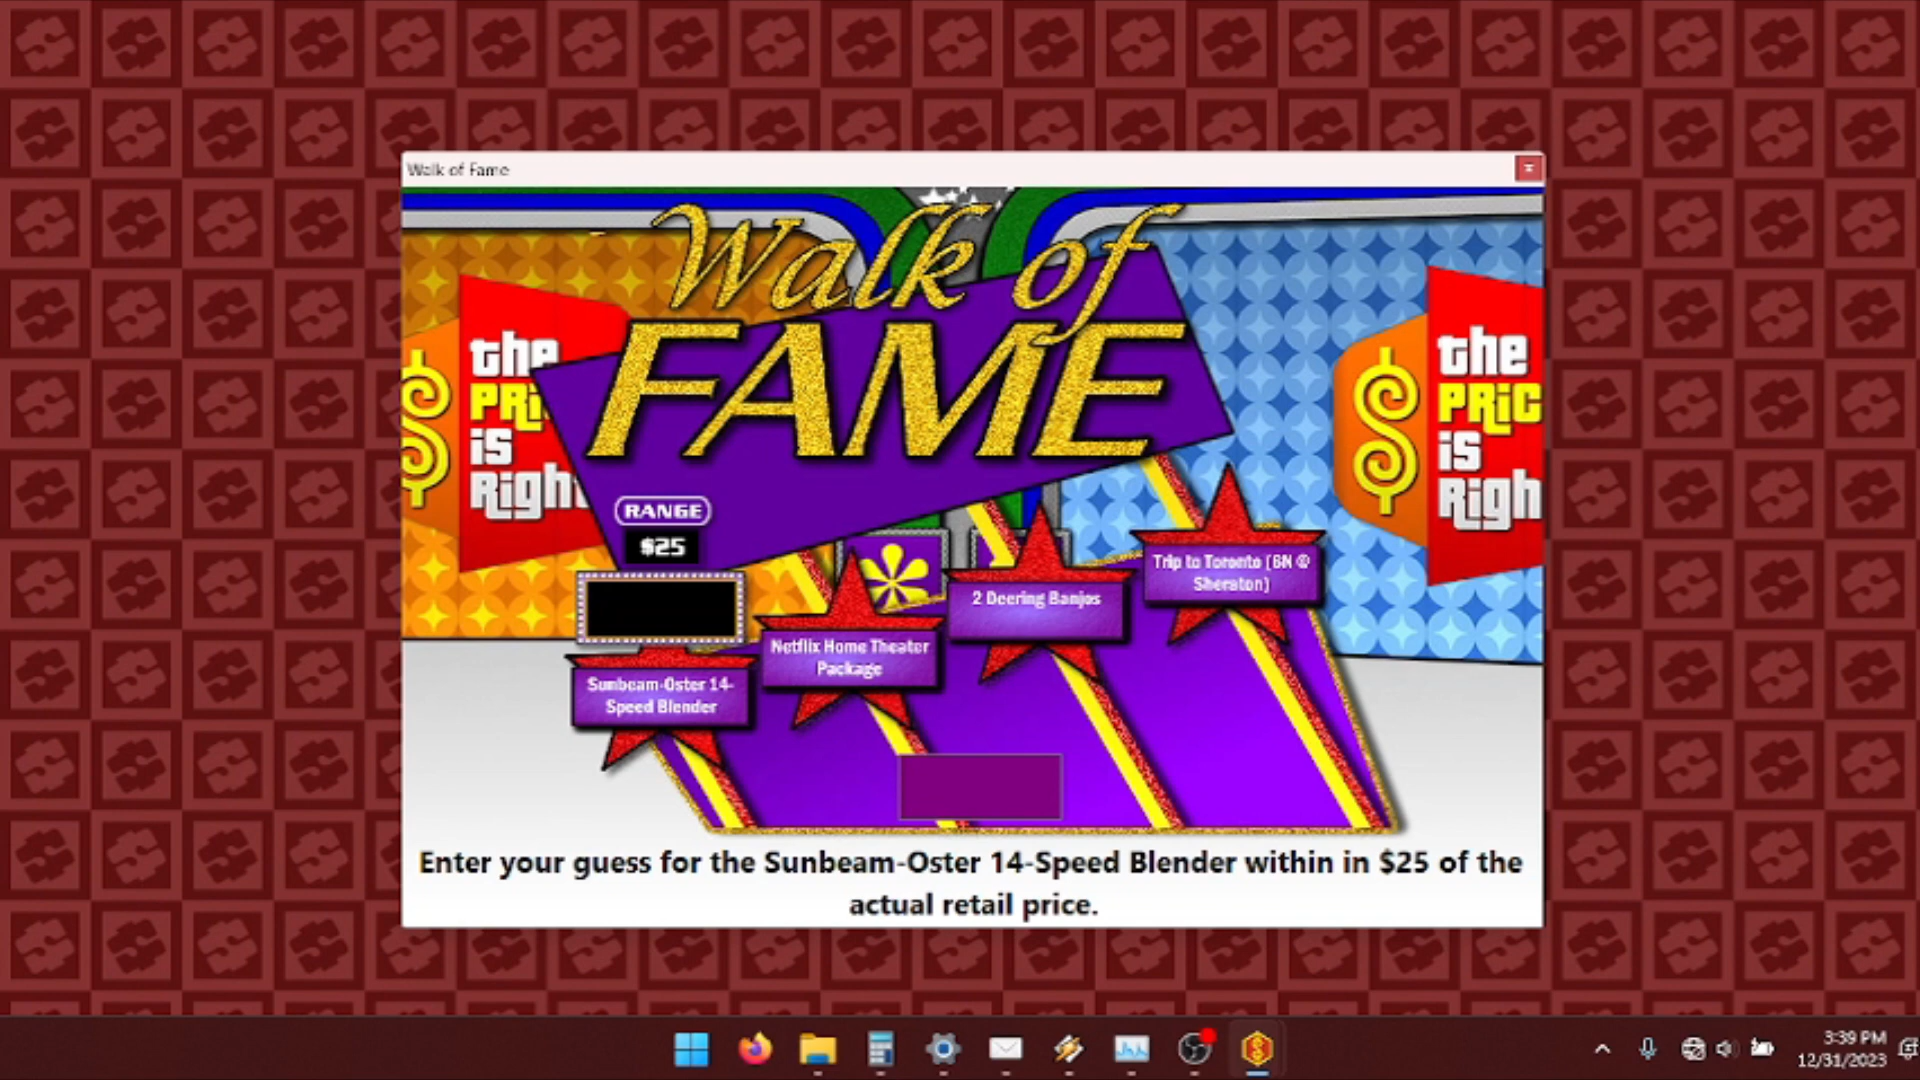 Walk of Fame
Walk of
FAME
the
PRi
is
Right
the
PRiC
is
Righ
RANGE
$25
Trip to Toronto (6N @
Sheraton)
2 Deering Banjos
Netflix Home Theater
Package
Sunbeam-Oster 14-
Speed Blender
Enter your guess for the Sunbeam-Oster 14-Speed Blender within in $25 of the
actual retail price.
3:39 PM
12/31/2023